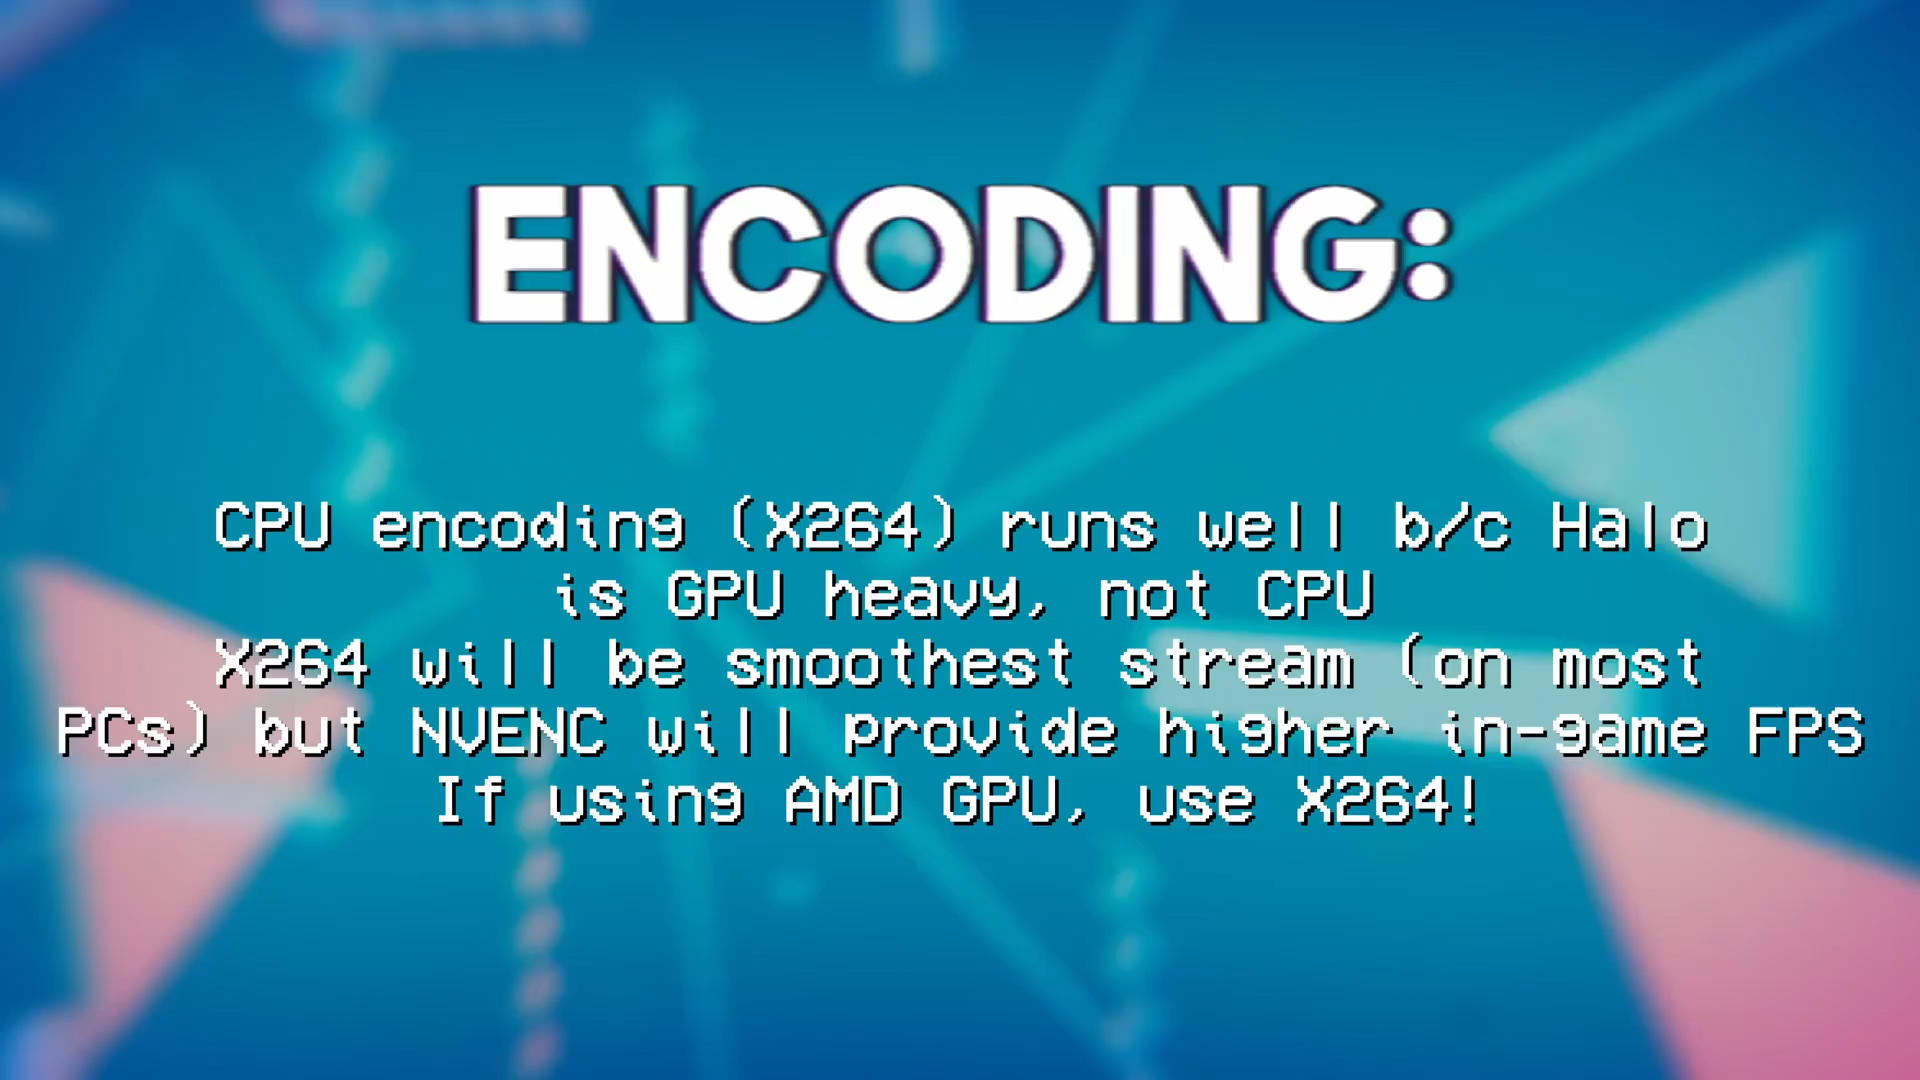 ENCODING:
CPU encoding (X264) runs well b/c Halo
is GPU heavy, not CPU
X264 will be smoothest stream (on most
PCs) but NVENC will provide higher in-game FPS
If using AMD GPU, use X264!